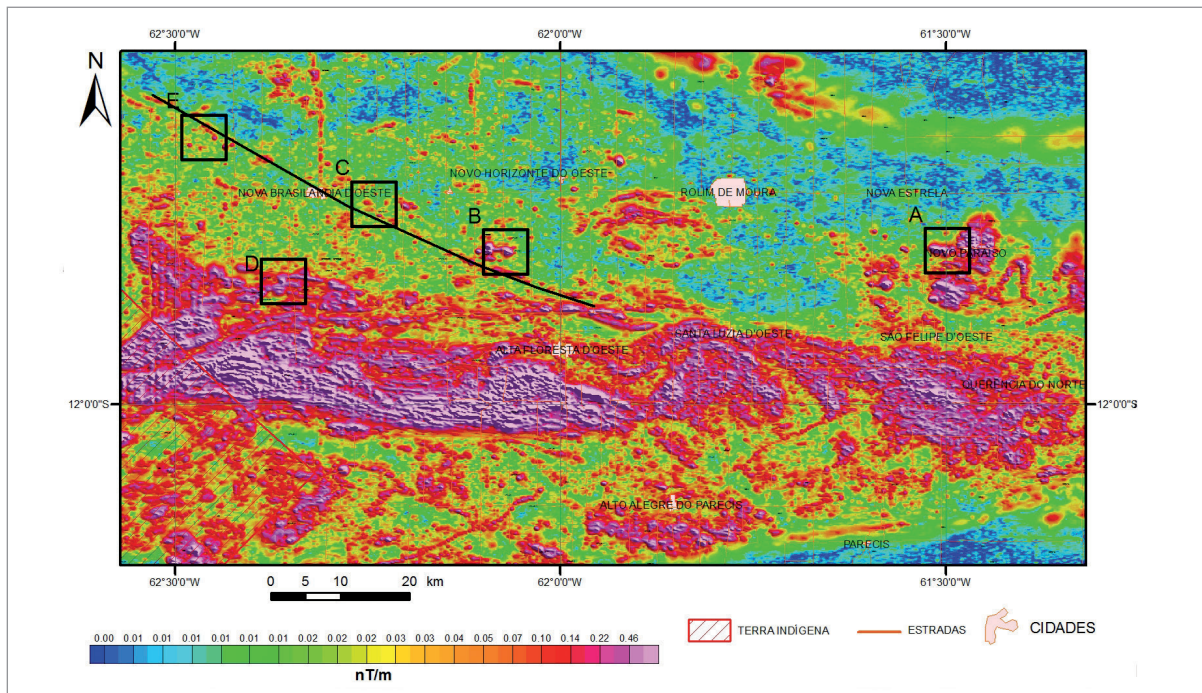 62°30'0"W 62°0'0"W 61°30'0"W
N
E
C
NOVO HORIZONTE DO OESTE
NOVA BRASILANDIA D'OESTE
ROLIM DE MOURA
NOVA ESTRELA
B
A
D
NOVO PARAISO
SANTA LUZIA D'OESTE
SÃO FELIPE D'OESTE
ALTA FLORESTA D'OESTE
QUERENCIA DO NORTE
12°0'0"S 12°0'0"S
ALTO ALEGRE DO PARECIS
PARECIS
62°30'0"W 62°0'0"W 61°30'0"W
0 5 10 20 km
0.00 0.01 0.01 0.01 0.01 0.01 0.02 0.02 0.02 0.03 0.03 0.04 0.05 0.07 0.10 0.14 0.22 0.46
nT/m
TERRA INDÍGENA
ESTRADAS
CIDADES